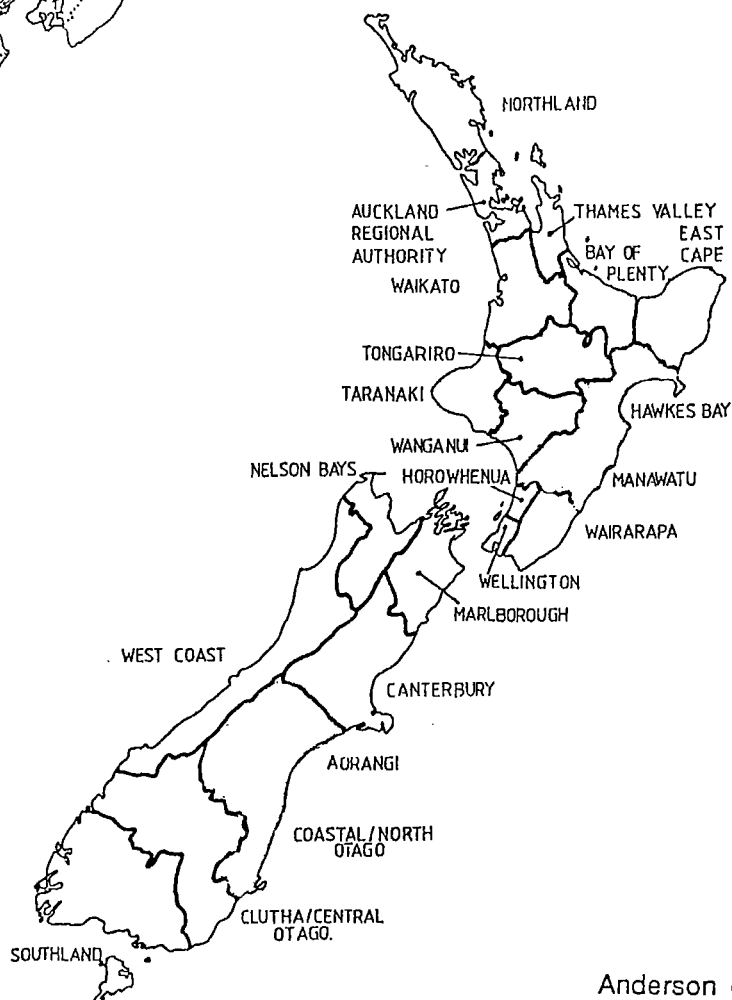 P25
NORTHLAND
AUCKLAND
REGIONAL
AUTHORITY
THAMES VALLEY
EAST
CAPE
BAY OF
PLENTY
WAIKATO
TONGARIRO
TARANAKI
HAWKES BAY
WANGANUI
NELSON BAYS
HOROWHENUA
MANAWATU
WAIRARAPA
WELLINGTON
MARLBOROUGH
WEST COAST
CANTERBURY
AORANGI
COASTAL/NORTH
OTAGO
CLUTHA/CENTRAL
OTAGO.
SOUTHLAND
Anderson